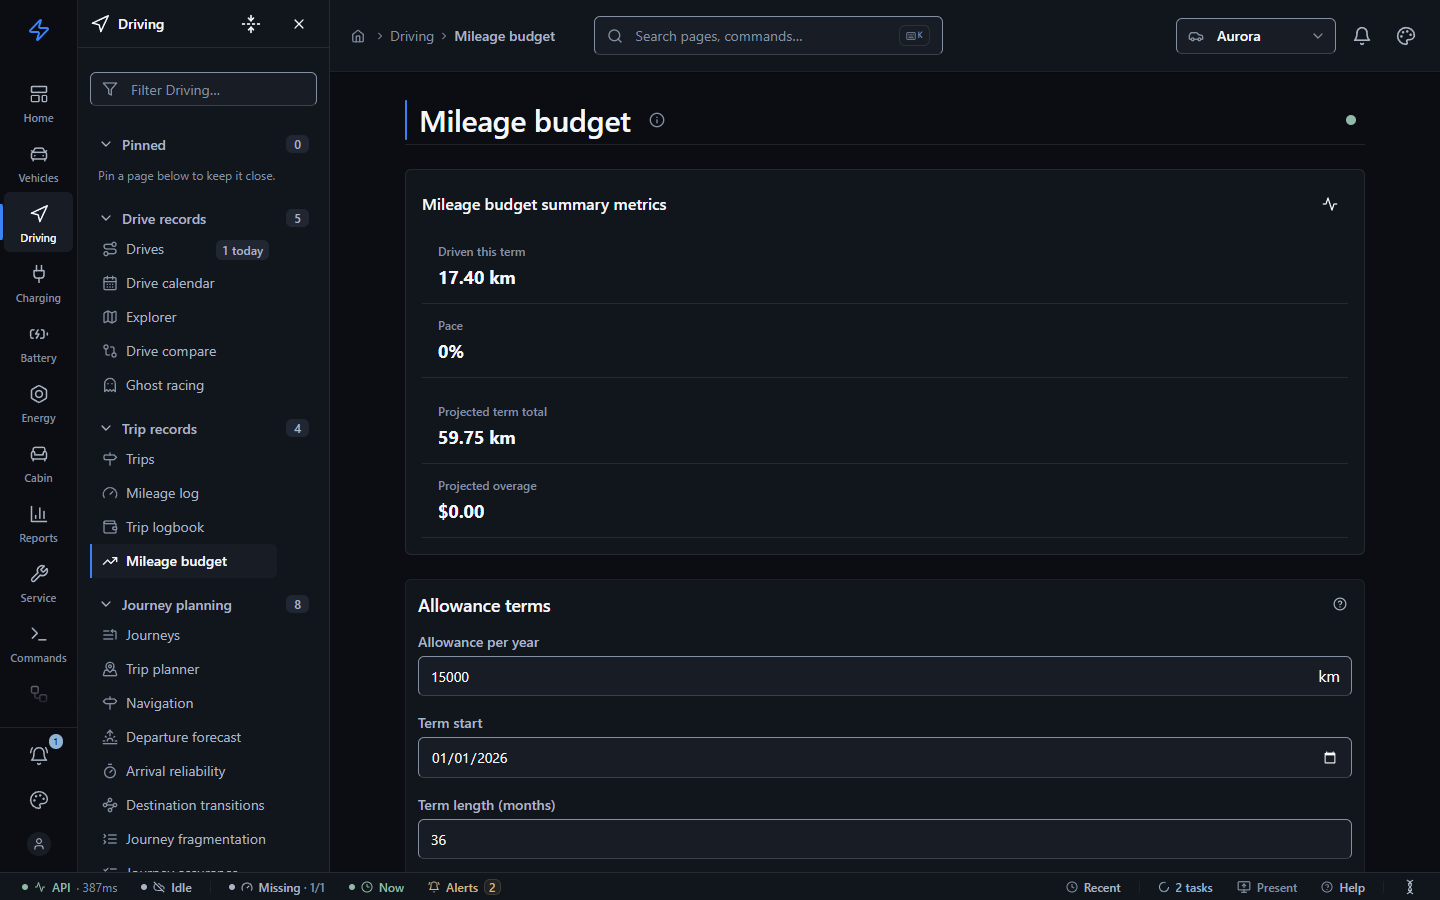 Driving
Filter Driving...
Pinned
0
Pin a page below to keep it close.
Drive records
5
Drives
1 today
Drive calendar
Explorer
Drive compare
Ghost racing
Trip records
4
Trips
Mileage log
Trip logbook
Mileage budget
Journey planning
8
Journeys
Trip planner
Navigation
Departure forecast
Arrival reliability
Destination transitions
Journey fragmentation
Home
Vehicles
Driving
Charging
Battery
Energy
Cabin
Reports
Service
Commands
1
Driving > Mileage budget
Search pages, commands...
K
Aurora
Mileage budget
Mileage budget summary metrics
Driven this term
17.40 km
Pace
0%
Projected term total
59.75 km
Projected overage
$0.00
Allowance terms
Allowance per year
15000
km
Term start
01/01/2026
Term length (months)
36
API · 387ms
Idle
Missing · 1/1
Now
Alerts 2
Recent
2 tasks
Present
Help